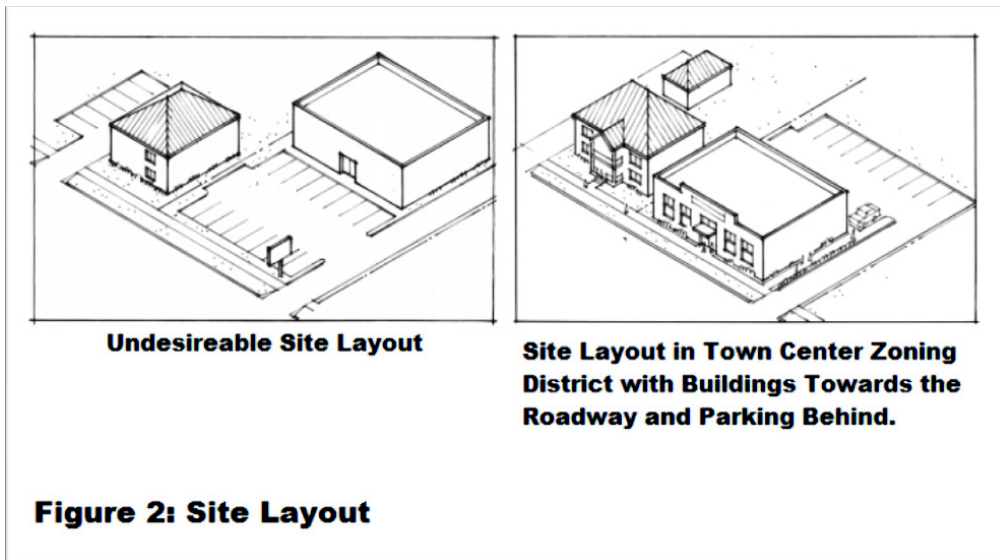 Undesireable Site Layout
Site Layout in Town Center Zoning
District with Buildings Towards the
Roadway and Parking Behind.
Figure 2: Site Layout